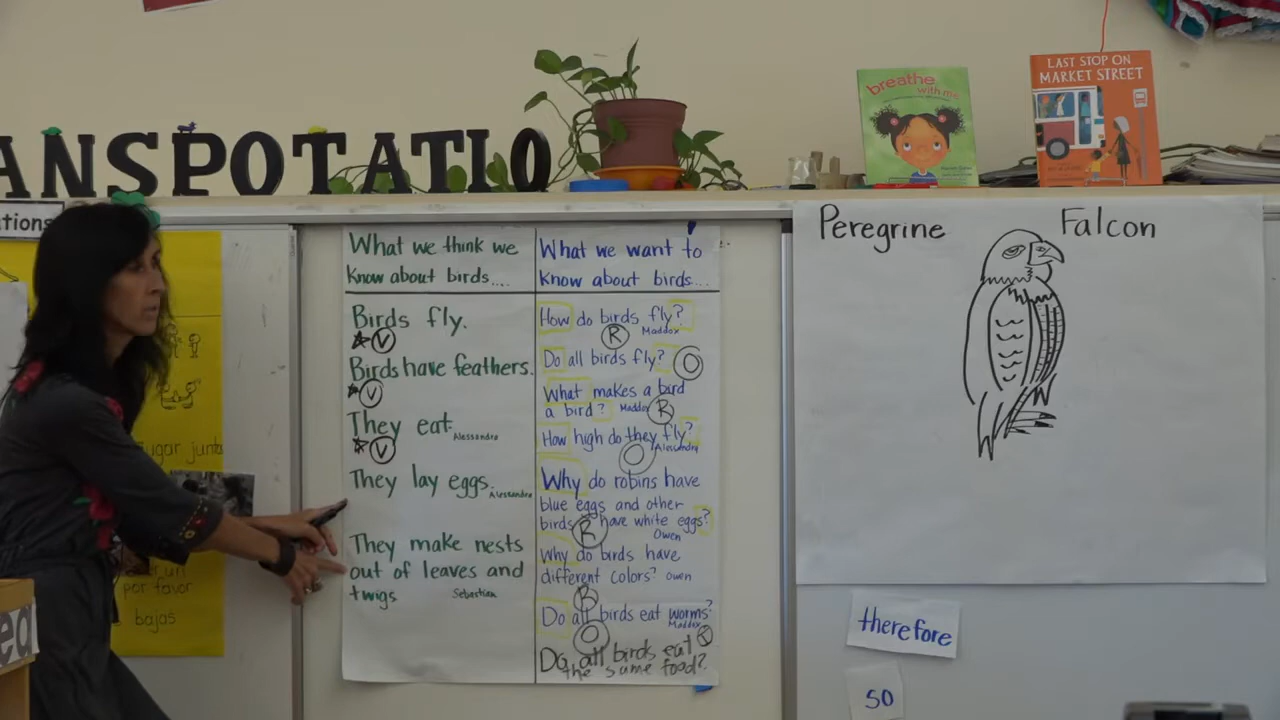 ANSPOTATIO
breathe
with me
LAST STOP ON
MARKET STREET
tions
What we think we
know about birds....
Birds fly.
V
Birds have feathers.
V
They eat.
Alessandra
V
They lay eggs.
Alessandra
They make nests
out of leaves and
twigs
Sebastian
What we want to
know about birds....
How do birds fly?
Maddox
R
Do all birds fly?
O
What makes a bird
a bird?
Maddox
R
How high do they fly?
Alessandra
O
Why do robins have
blue eggs and other
birds have white eggs?
R
Owen
Why do birds have
different colors? Owen
R
Do all birds eat worms?
Maddox
O
R
Do all birds eat
the same food?
Peregrine Falcon
therefore
so
jugar junto
por favor
bajas